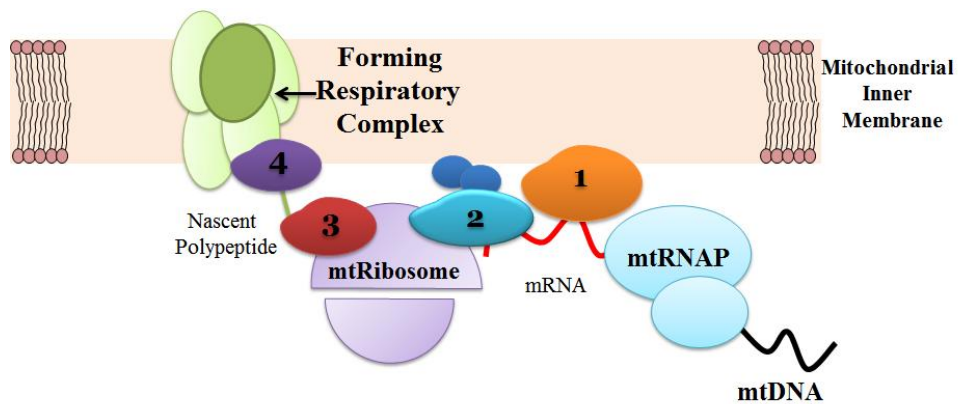 Forming
Respiratory
Complex
Mitochondrial
Inner
Membrane
4
1
Nascent
Polypeptide
3
2
mtRibosome
mRNA
mtRNAP
mtDNA